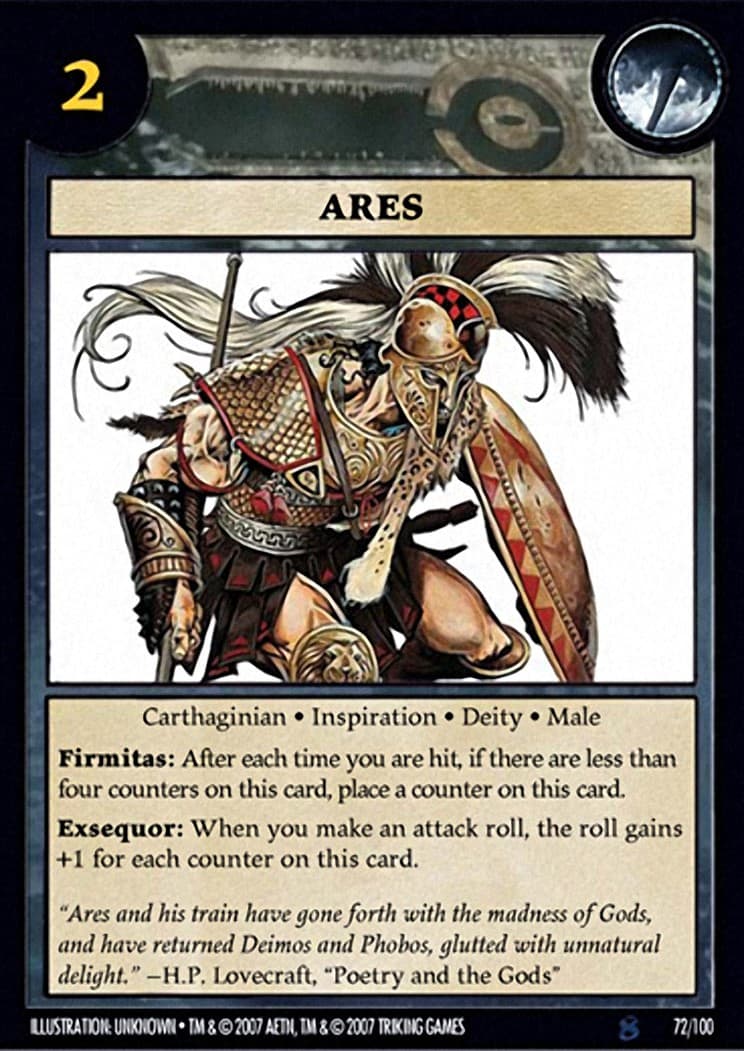 2
ARES
Carthaginian • Inspiration • Deity • Male
Firmitas: After each time you are hit, if there are less than
four counters on this card, place a counter on this card.
Exsequor: When you make an attack roll, the roll gains
+1 for each counter on this card.
“Ares and his train have gone forth with the madness of Gods,
and have returned Deimos and Phobos, glutted with unnatural
delight.” –H.P. Lovecraft, “Poetry and the Gods”
ILLUSTRATION: UNKNOWN • TM & © 2007 AETN, TM & © 2007 TRIKING GAMES
72/100